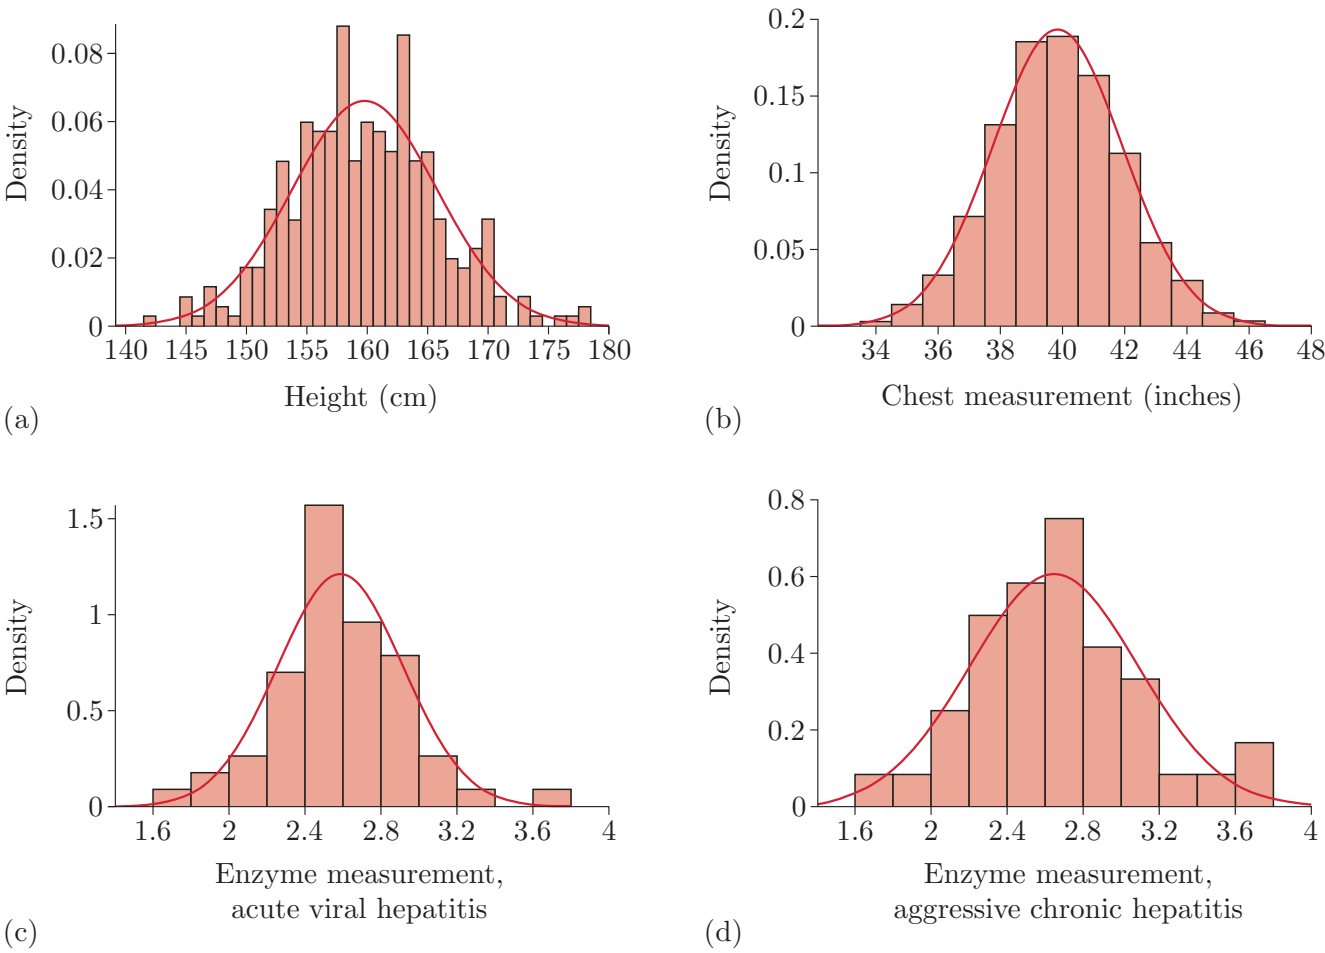 Density
0.08
0.06
0.04
0.02
0
140 145 150 155 160 165 170 175 180
Height (cm)
(a)
Density
0.2
0.15
0.1
0.05
0
34 36 38 40 42 44 46 48
Chest measurement (inches)
(b)
Density
1.5
1
0.5
0
1.6 2 2.4 2.8 3.2 3.6 4
Enzyme measurement,
acute viral hepatitis
(c)
Density
0.8
0.6
0.4
0.2
0
1.6 2 2.4 2.8 3.2 3.6 4
Enzyme measurement,
aggressive chronic hepatitis
(d)